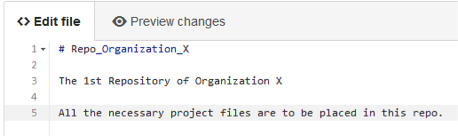 <> Edit file
Preview changes
1 # Repo_Organization_X
2
3 The 1st Repository of Organization X
4
5 All the necessary project files are to be placed in this repo.